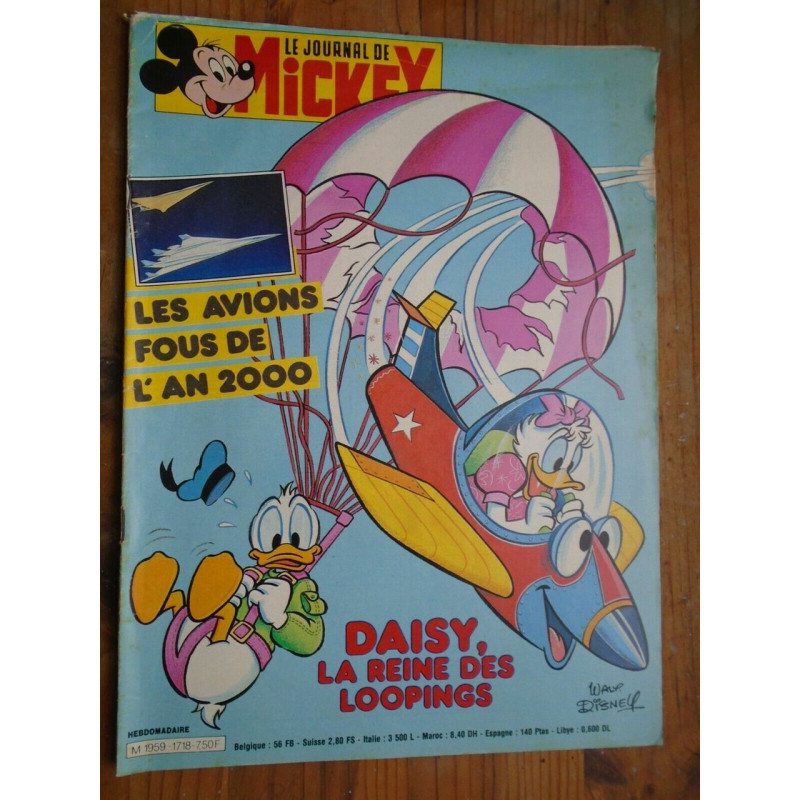 LE JOURNAL DE
MICKEY
LES AVIONS
FOUS DE
L'AN 2000
DAISY,
LA REINE DES
LOOPINGS
WALT DISNEY
HEBDOMADAIRE
M 1959 - 1718 - 7,50 F
Belgique : 56 FB - Suisse 2,80 FS - Italie : 3 500 L - Maroc : 8,40 DH - Espagne : 140 Ptas - Libye : 0,600 DL